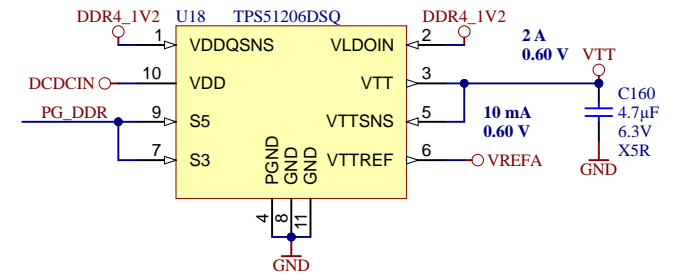 DDR4_1V2 U18 TPS51206DSQ DDR4_1V2
1 VDDQSNS VLDOIN 2
2 A
0.60 V
VTT
DCDCIN 10 VDD VTT 3
C160
4.7µF
6.3V
X5R
GND
PG_DDR 9 S5 VTTSNS 5
10 mA
0.60 V
7 S3 VTTREF 6 VREFA
PGND GND GND
4 8 11
GND